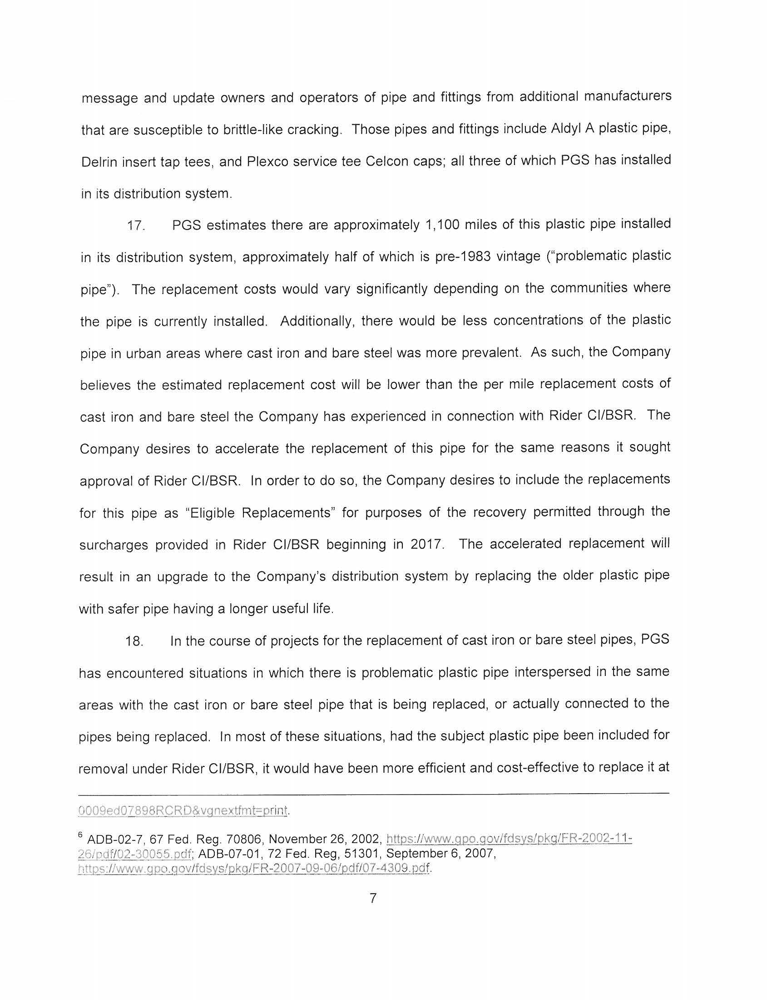 message and update owners and operators of pipe and fittings from additional manufacturers
that are susceptible to brittle-like cracking. Those pipes and fittings include Aldyl A plastic pipe,
Delrin insert tap tees, and Plexco service tee Celcon caps; all three of which PGS has installed
in its distribution system.
17. PGS estimates there are approximately 1,100 miles of this plastic pipe installed
in its distribution system, approximately half of which is pre-1983 vintage (“problematic plastic
pipe”). The replacement costs would vary significantly depending on the communities where
the pipe is currently installed. Additionally, there would be less concentrations of the plastic
pipe in urban areas where cast iron and bare steel was more prevalent. As such, the Company
believes the estimated replacement cost will be lower than the per mile replacement costs of
cast iron and bare steel the Company has experienced in connection with Rider CI/BSR. The
Company desires to accelerate the replacement of this pipe for the same reasons it sought
approval of Rider CI/BSR. In order to do so, the Company desires to include the replacements
for this pipe as “Eligible Replacements” for purposes of the recovery permitted through the
surcharges provided in Rider CI/BSR beginning in 2017. The accelerated replacement will
result in an upgrade to the Company’s distribution system by replacing the older plastic pipe
with safer pipe having a longer useful life.
18. In the course of projects for the replacement of cast iron or bare steel pipes, PGS
has encountered situations in which there is problematic plastic pipe interspersed in the same
areas with the cast iron or bare steel pipe that is being replaced, or actually connected to the
pipes being replaced. In most of these situations, had the subject plastic pipe been included for
removal under Rider CI/BSR, it would have been more efficient and cost-effective to replace it at
0009ed07898RCRD&vgnextfmt=print.
6 ADB-02-7, 67 Fed. Reg. 70806, November 26, 2002, https://www.gpo.gov/fdsys/pkg/FR-2002-11-
26/pdf/02-30055.pdf; ADB-07-01, 72 Fed. Reg, 51301, September 6, 2007,
https://www.gpo.gov/fdsys/pkg/FR-2007-09-06/pdf/07-4309.pdf.
7